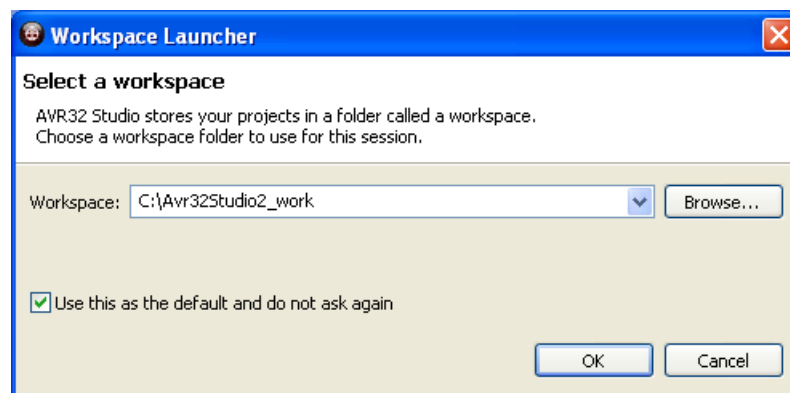 Workspace Launcher
Select a workspace
AVR32 Studio stores your projects in a folder called a workspace.
Choose a workspace folder to use for this session.
Workspace: C:\Avr32Studio2_work Browse...
Use this as the default and do not ask again
OK Cancel